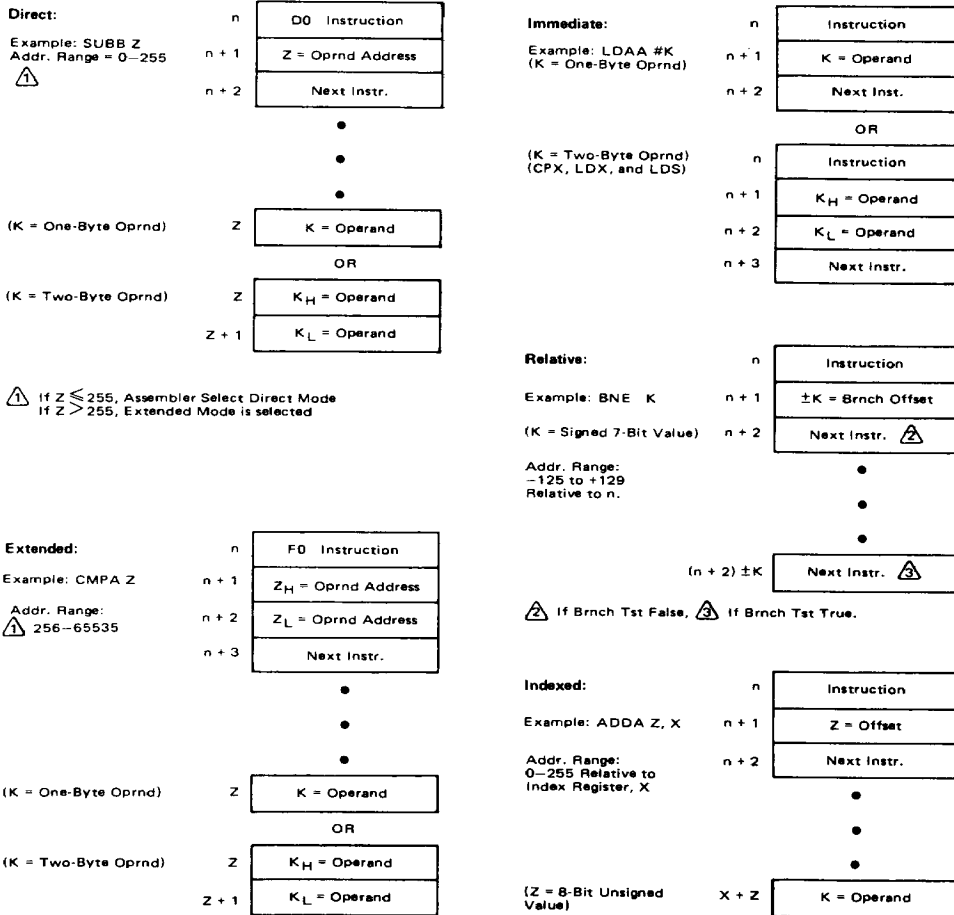 Direct:
n
D0 Instruction
Example: SUBB Z
Addr. Range = 0–255
n + 1
Z = Oprnd Address
1
n + 2
Next Instr.
(K = One-Byte Oprnd)
Z
K = Operand
OR
(K = Two-Byte Oprnd)
Z
KH = Operand
Z + 1
KL = Operand
1 If Z ≤ 255, Assembler Select Direct Mode
If Z > 255, Extended Mode is selected
Extended:
n
F0 Instruction
Example: CMPA Z
n + 1
ZH = Oprnd Address
Addr. Range:
1 256–65535
n + 2
ZL = Oprnd Address
n + 3
Next Instr.
(K = One-Byte Oprnd)
Z
K = Operand
OR
(K = Two-Byte Oprnd)
Z
KH = Operand
Z + 1
KL = Operand
Immediate:
n
Instruction
Example: LDAA #K
(K = One-Byte Oprnd)
n + 1
K = Operand
n + 2
Next Inst.
OR
(K = Two-Byte Oprnd)
(CPX, LDX, and LDS)
n
Instruction
n + 1
KH = Operand
n + 2
KL = Operand
n + 3
Next Instr.
Relative:
n
Instruction
Example: BNE K
n + 1
±K = Brnch Offset
(K = Signed 7-Bit Value)
n + 2
Next Instr. 2
Addr. Range:
–125 to +129
Relative to n.
(n + 2) ±K
Next Instr. 3
2 If Brnch Tst False, 3 If Brnch Tst True.
Indexed:
n
Instruction
Example: ADDA Z, X
n + 1
Z = Offset
Addr. Range:
0–255 Relative to
Index Register, X
n + 2
Next Instr.
(Z = 8-Bit Unsigned
Value)
X + Z
K = Operand